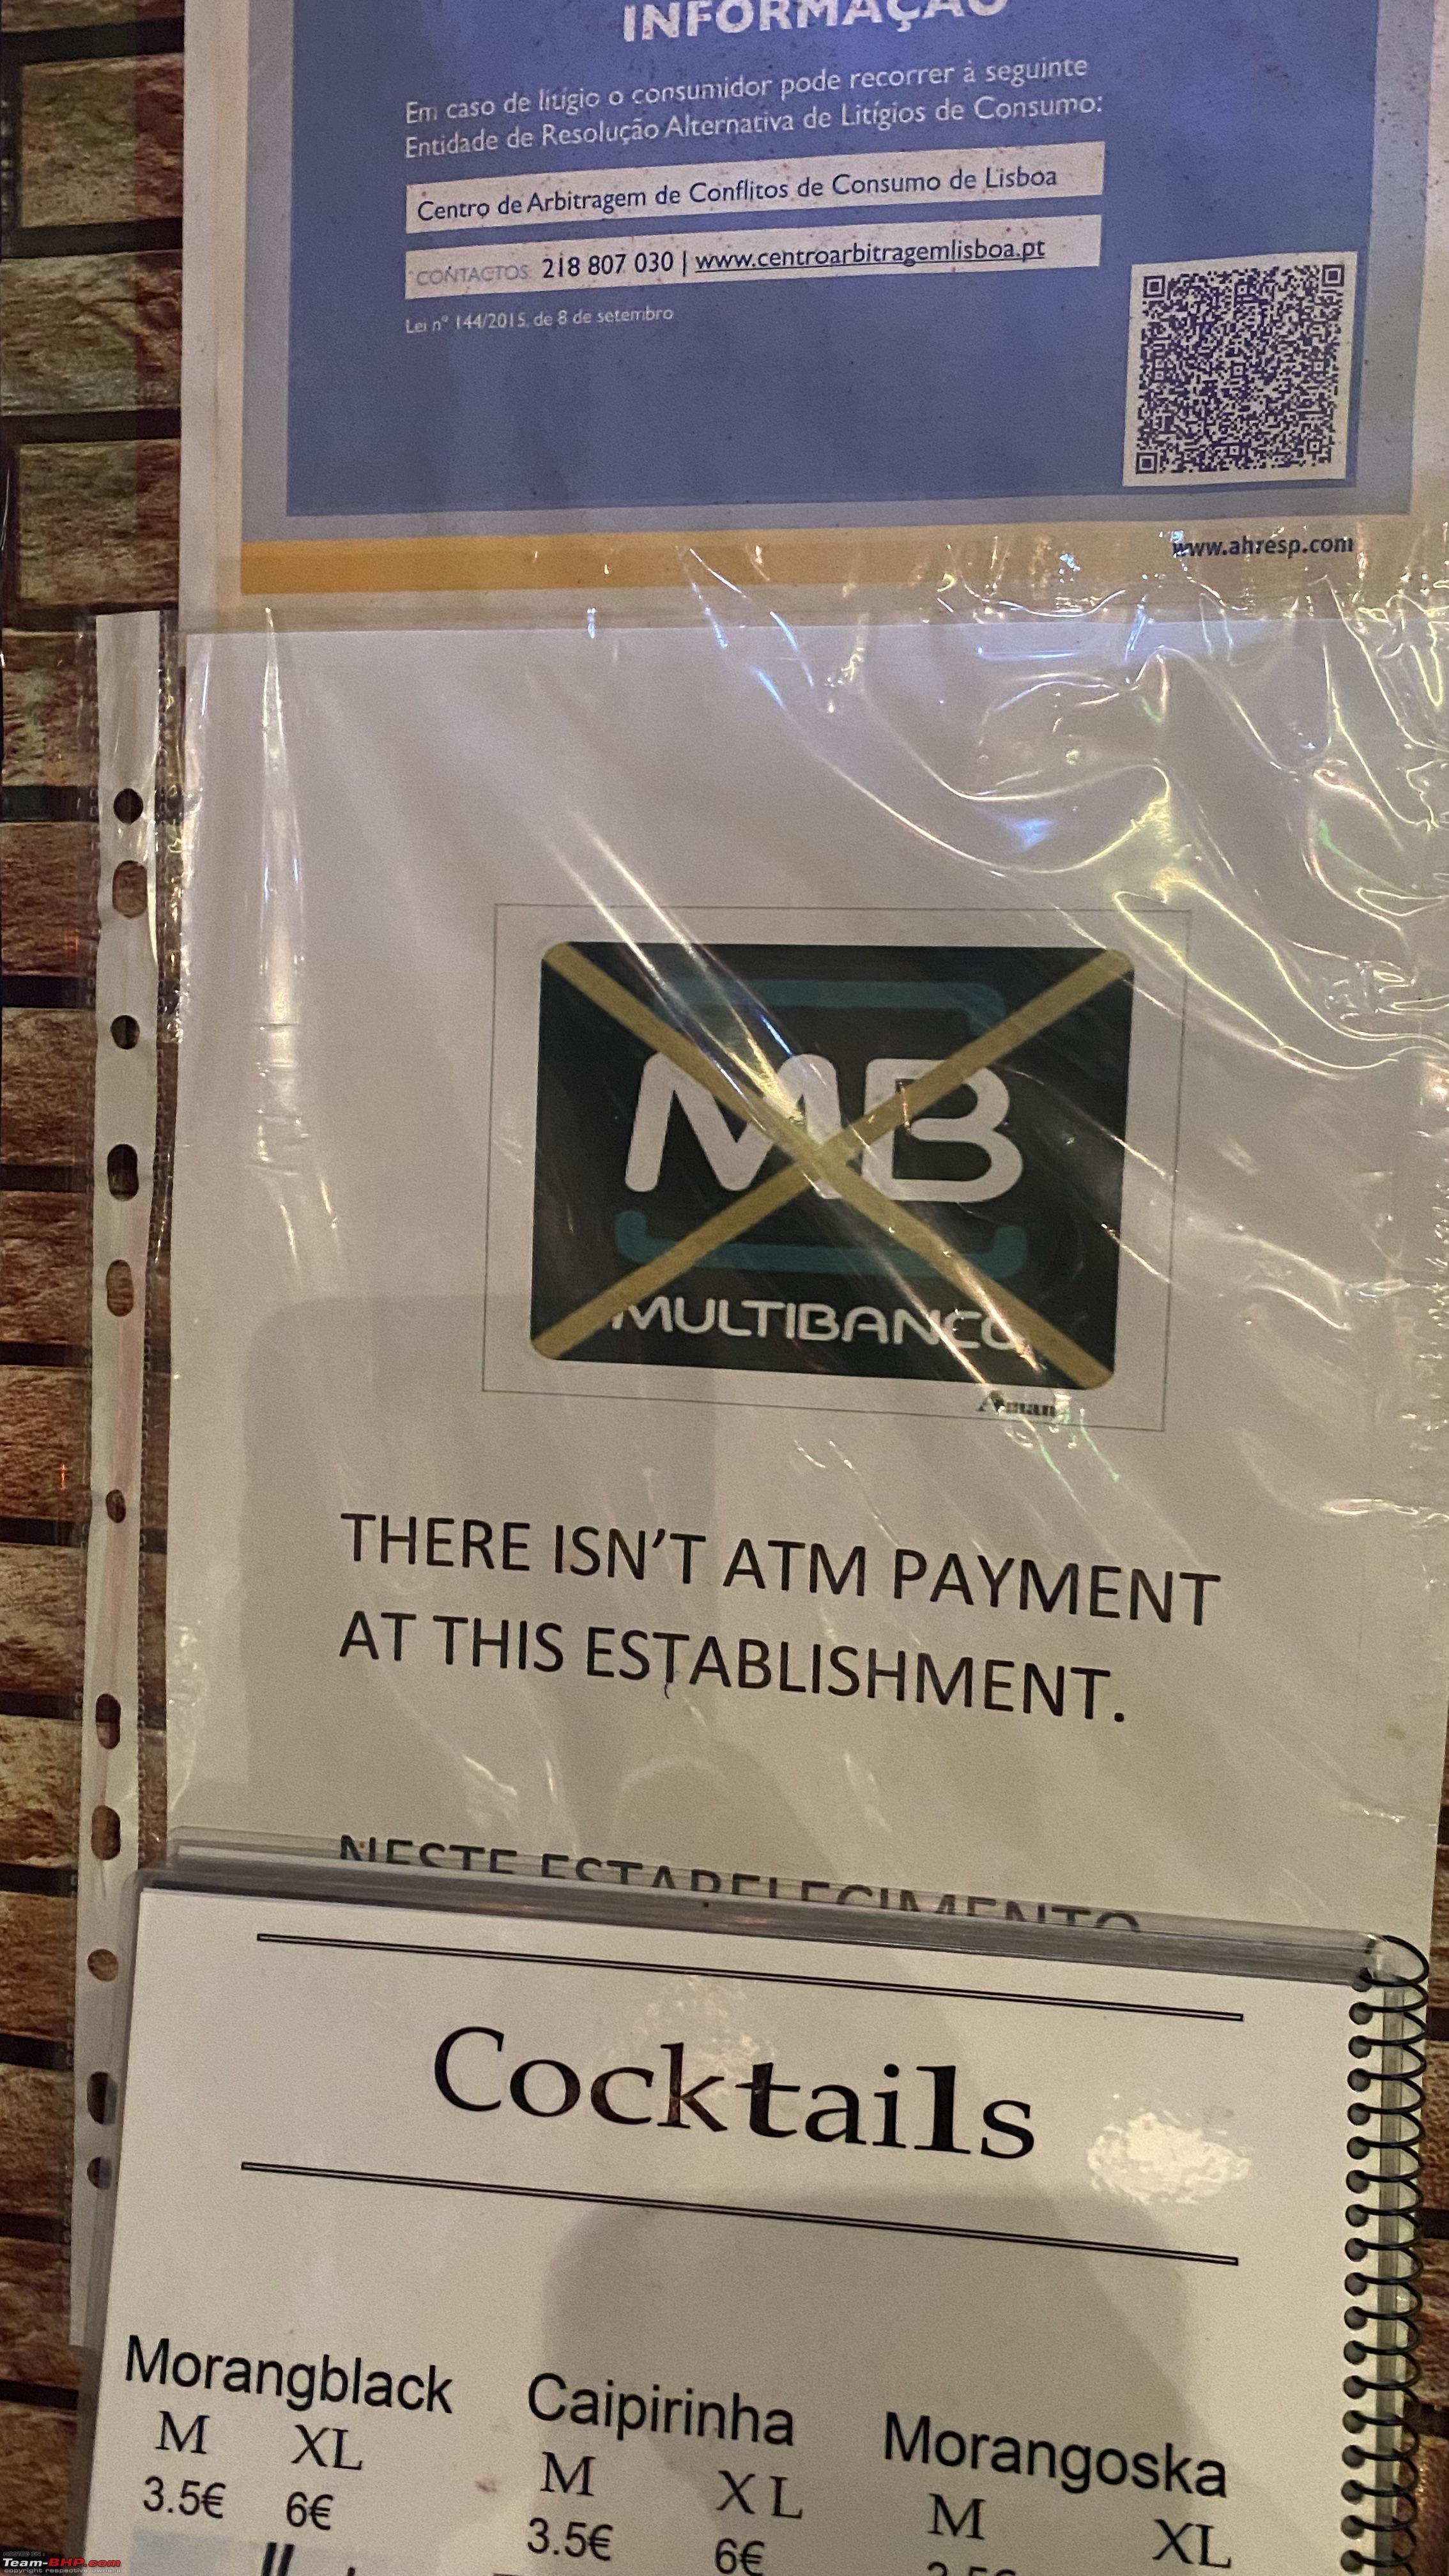 INFORMAÇÃO
Em caso de litígio o consumidor pode recorrer à seguinte
Entidade de Resolução Alternativa de Litígios de Consumo:
Centro de Arbitragem de Conflitos de Consumo de Lisboa
CONTACTOS: 218 807 030 | www.centroarbitragemlisboa.pt
Lei nº 144/2015, de 8 de setembro
www.ahresp.com
MB
MULTIBANCO
THERE ISN'T ATM PAYMENT
AT THIS ESTABLISHMENT.
NESTE ESTABELECIMENTO
Cocktails
Morangblack Caipirinha Morangoska
M XL M XL M XL
3.5€ 6€ 3.5€ 6€
Team-BHP.com